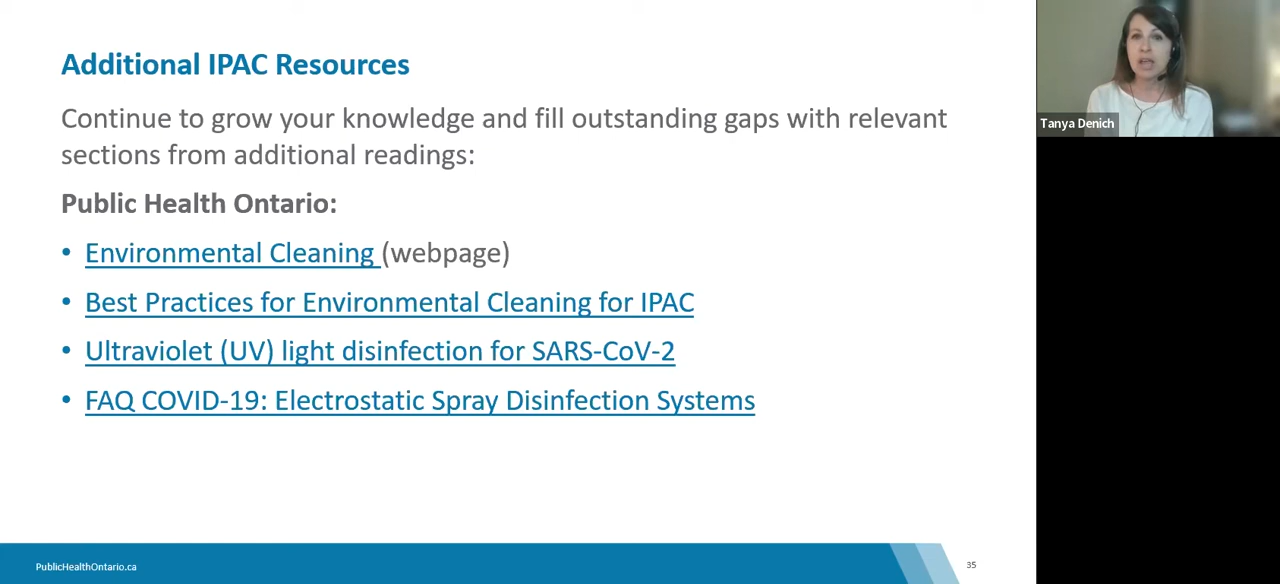 Additional IPAC Resources
Continue to grow your knowledge and fill outstanding gaps with relevant
sections from additional readings:
Public Health Ontario:
• Environmental Cleaning (webpage)
• Best Practices for Environmental Cleaning for IPAC
• Ultraviolet (UV) light disinfection for SARS-CoV-2
• FAQ COVID-19: Electrostatic Spray Disinfection Systems
PublicHealthOntario.ca
35
Tanya Denich